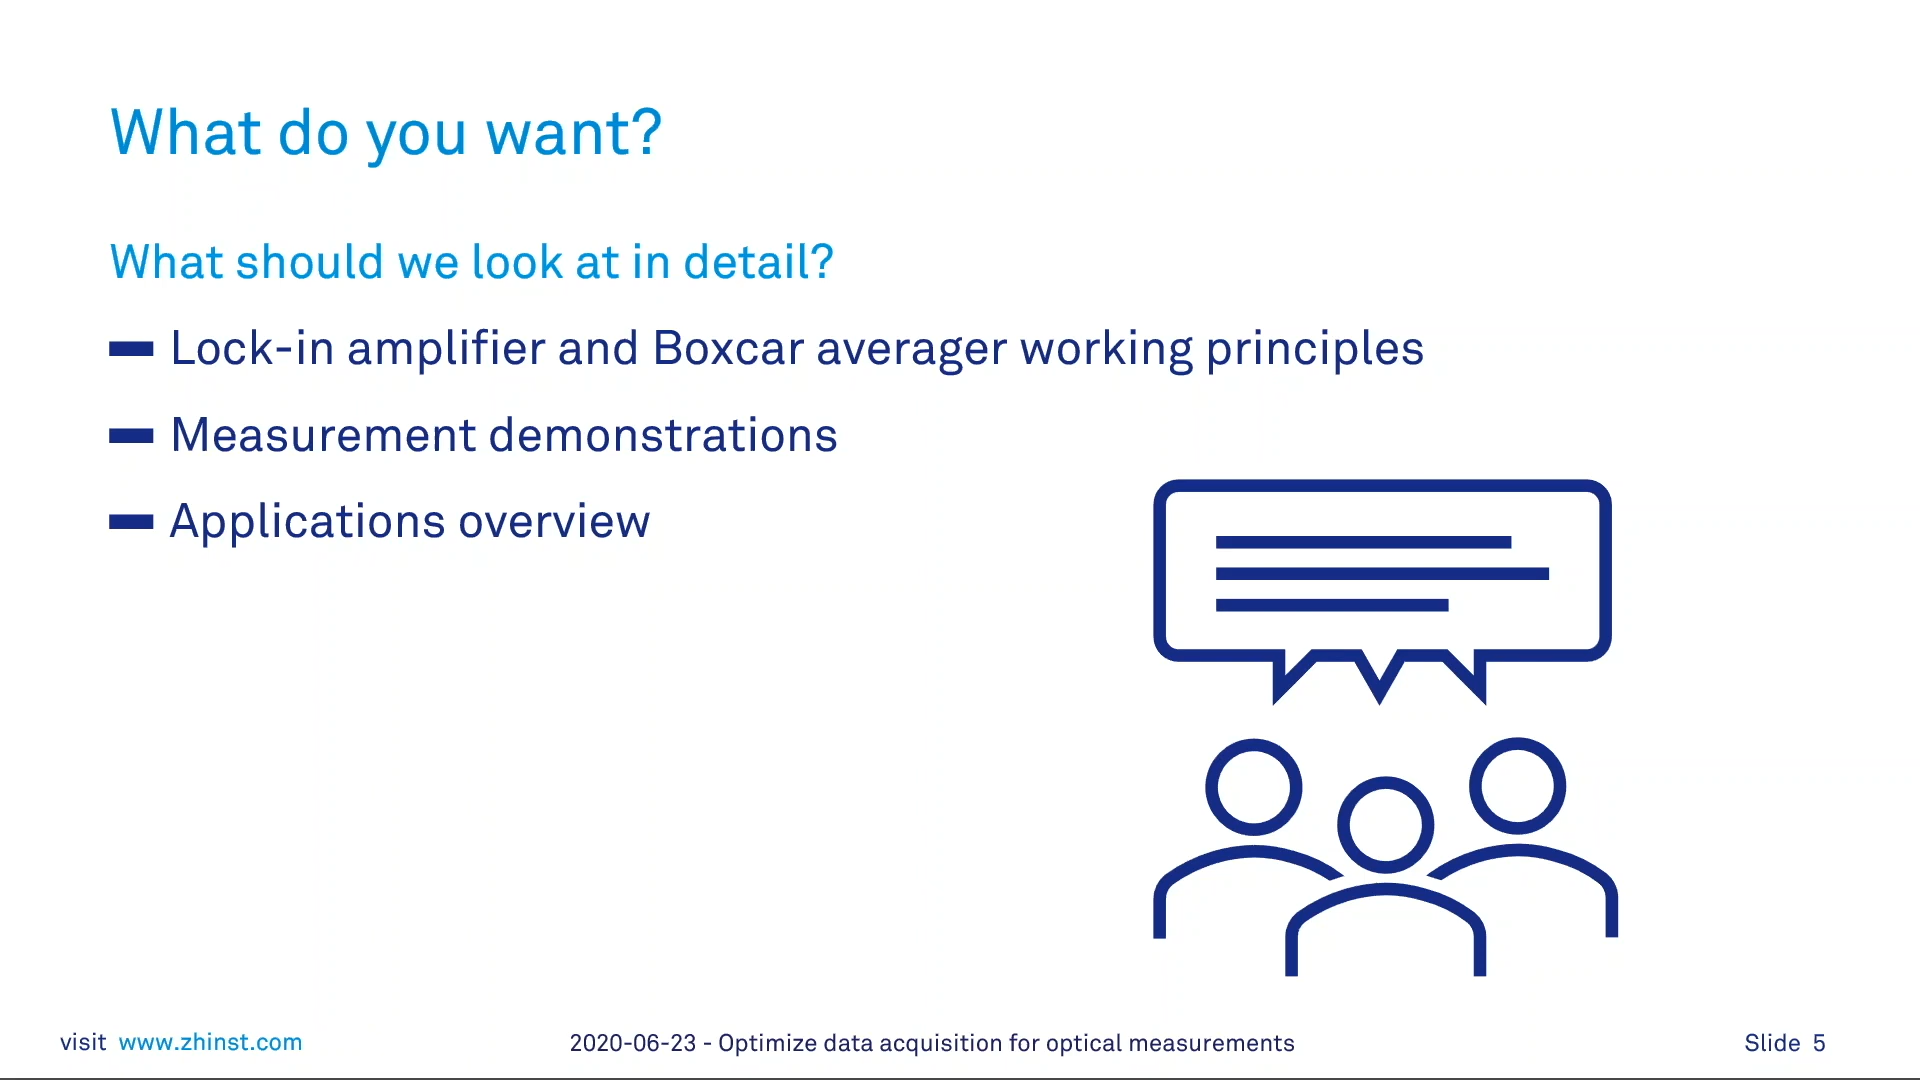 What do you want?
What should we look at in detail?
Lock-in amplifier and Boxcar averager working principles
Measurement demonstrations
Applications overview
visit www.zhinst.com
2020-06-23 - Optimize data acquisition for optical measurements
Slide 5